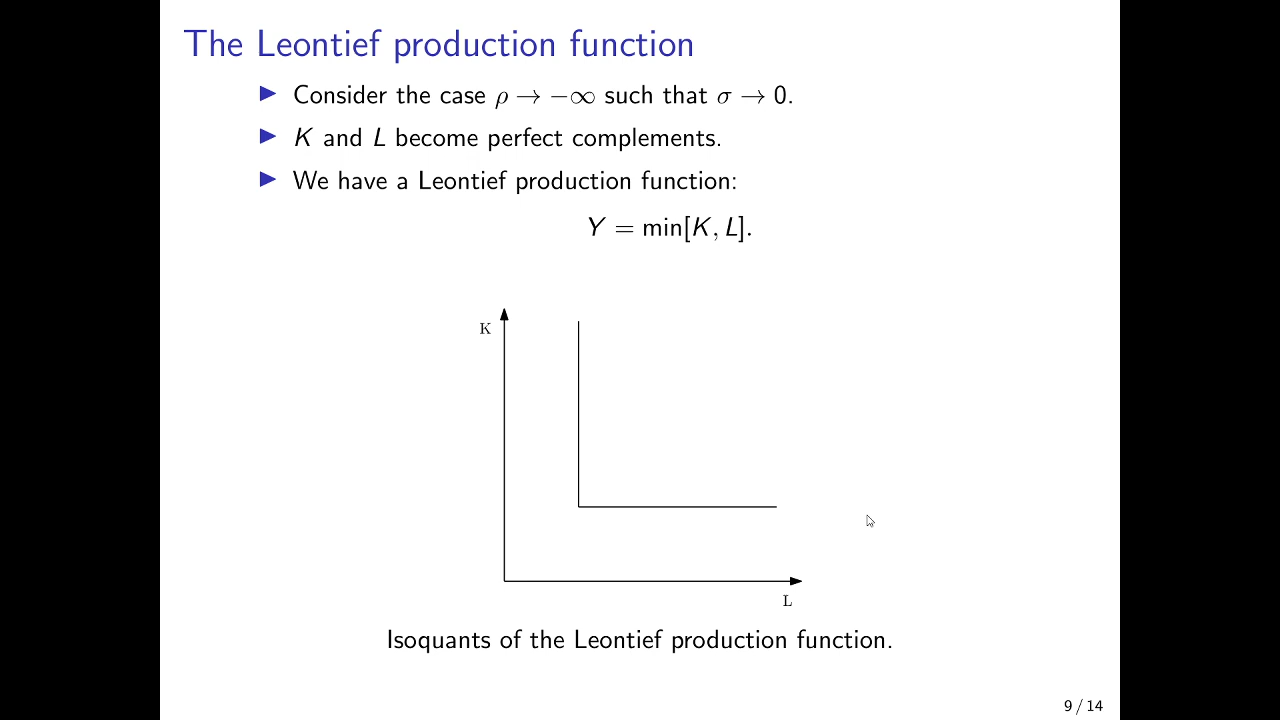 The Leontief production function
▶ Consider the case ρ → −∞ such that σ → 0.
▶ K and L become perfect complements.
▶ We have a Leontief production function:
Y = min[K, L].
K
L
Isoquants of the Leontief production function.
9 / 14